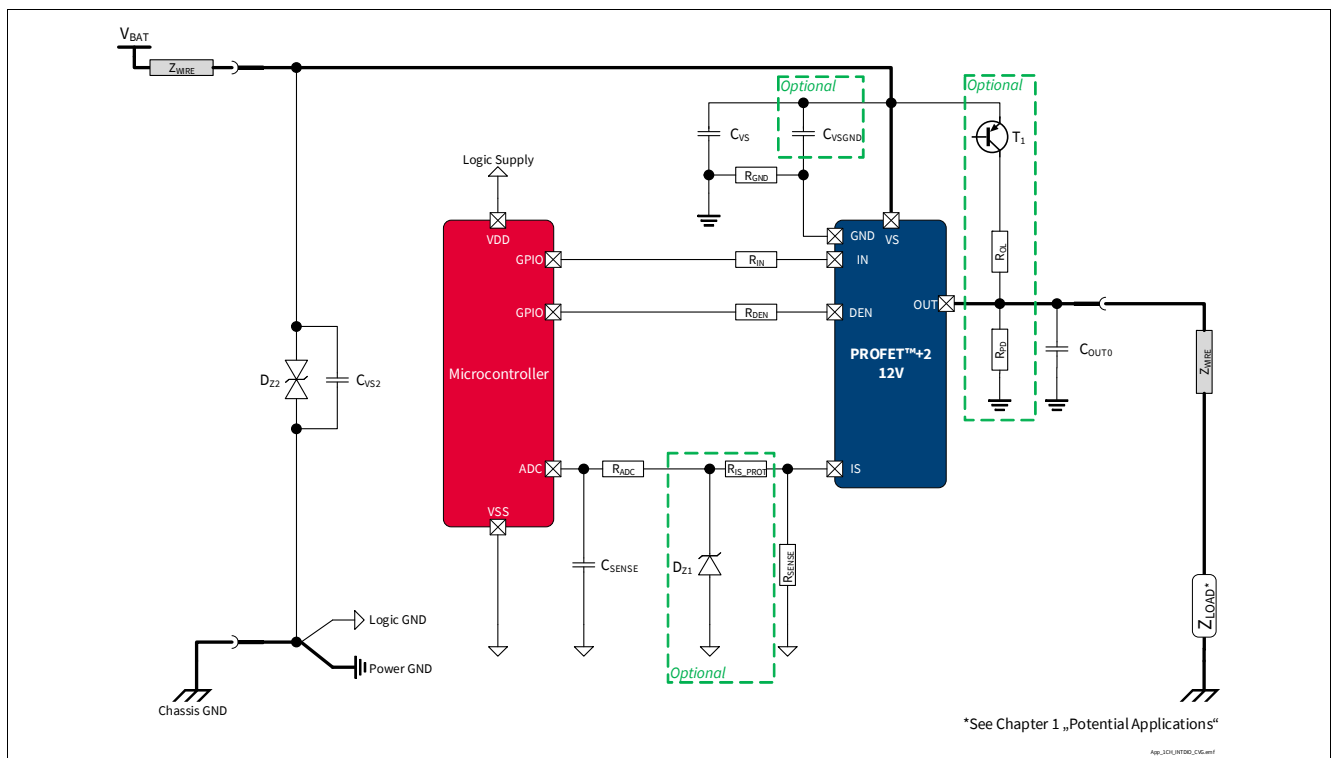 VBAT
ZWIRE
Optional
Optional
CVS
CVSGND
T1
Logic Supply
RGND
VDD
GND
VS
GPIO
RIN
IN
ROL
GPIO
RDEN
DEN
OUT
PROFET™+2
12V
RPD
COUT0
ZWIRE
DZ2
CVS2
Microcontroller
ADC
RADC
RIS_PROT
IS
VSS
CSENSE
DZ1
RSENSE
ZLOAD*
Logic GND
Power GND
Optional
Chassis GND
*See Chapter 1 „Potential Applications“
App_1CH_INTDIO_CVG.emf